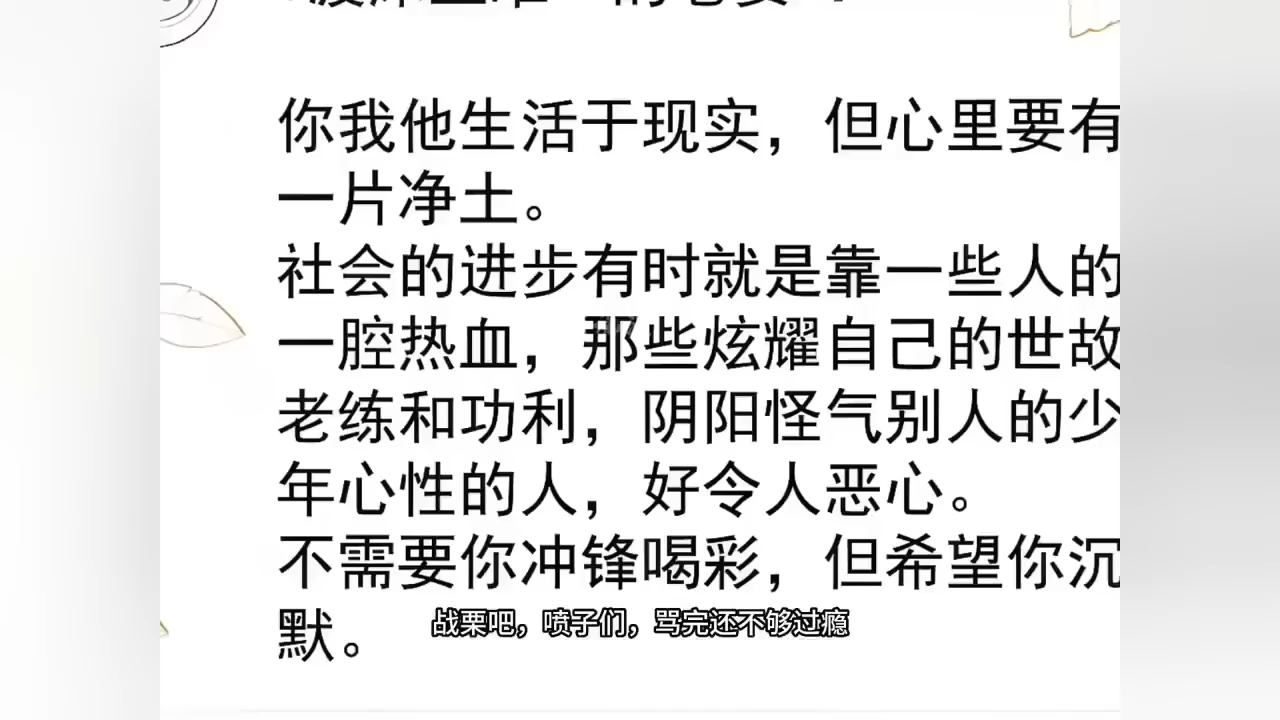 你我他生活于现实，但心里要有
一片净土。
社会的进步有时就是靠一些人的
一腔热血，那些炫耀自己的世故
老练和功利，阴阳怪气别人的少
年心性的人，好令人恶心。
不需要你冲锋喝彩，但希望你沉
默。
战栗吧，喷子们，骂完还不够过瘾